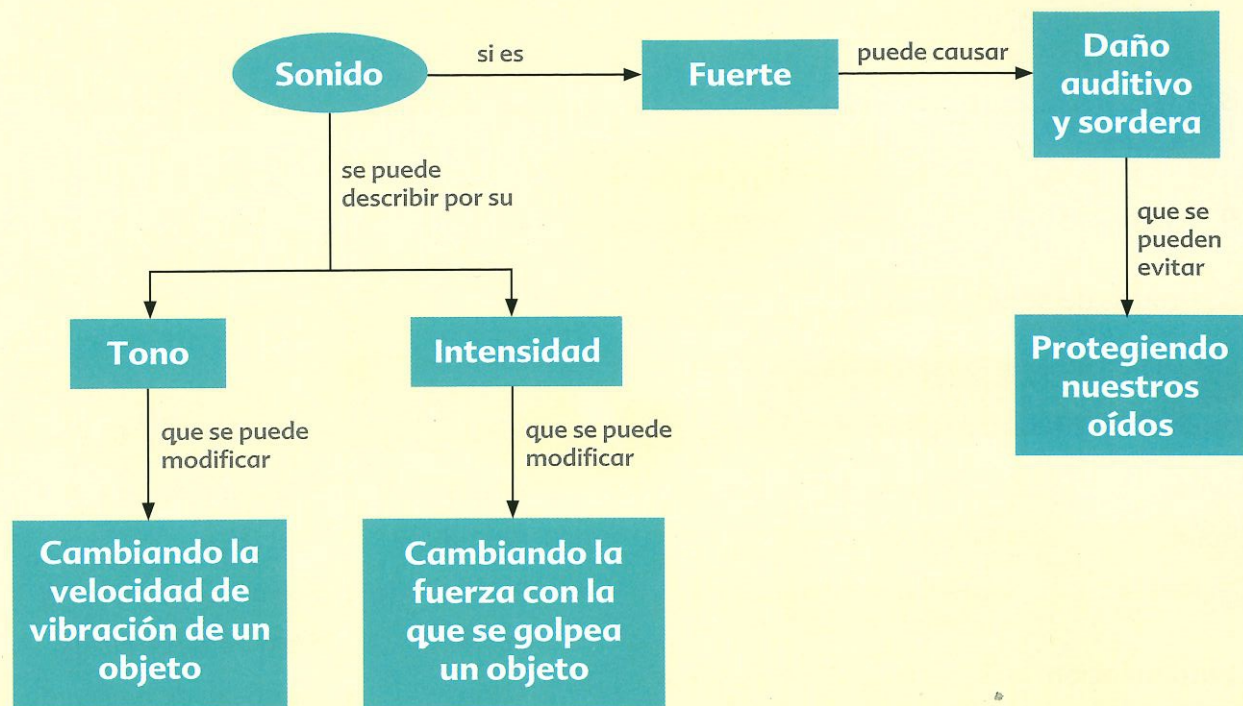 Sonido
si es
Fuerte
puede causar
Daño
auditivo
y sordera
se puede
describir por su
que se
pueden
evitar
Tono
Intensidad
Protegiendo
nuestros
oídos
que se puede
modificar
que se puede
modificar
Cambiando la
velocidad de
vibración de un
objeto
Cambiando la
fuerza con la
que se golpea
un objeto